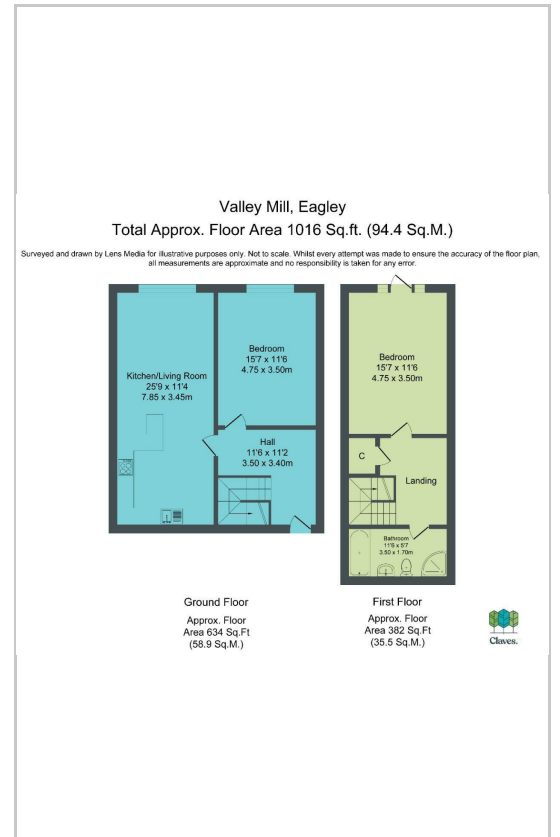 Valley Mill, Eagley
Total Approx. Floor Area 1016 Sq.ft. (94.4 Sq.M.)
Surveyed and drawn by Lens Media for illustrative purposes only. Not to scale. Whilst every attempt was made to ensure the accuracy of the floor plan,
all measurements are approximate and no responsibility is taken for any error.
Kitchen/Living Room
25'9 x 11'4
7.85 x 3.45m
Bedroom
15'7 x 11'6
4.75 x 3.50m
Hall
11'6 x 11'2
3.50 x 3.40m
Bedroom
15'7 x 11'6
4.75 x 3.50m
C
Landing
Bathroom
11'6 x 5'7
3.50 x 1.70m
Ground Floor
Approx. Floor
Area 634 Sq.Ft
(58.9 Sq.M.)
First Floor
Approx. Floor
Area 382 Sq.Ft
(35.5 Sq.M.)
Claves.